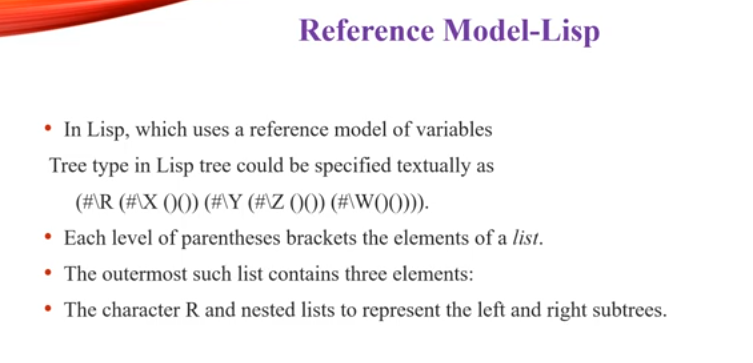 Reference Model-Lisp
• In Lisp, which uses a reference model of variables
Tree type in Lisp tree could be specified textually as
(#\R (#\X ()()) (#\Y (#\Z ()()) (#\W()()))).
• Each level of parentheses brackets the elements of a list.
• The outermost such list contains three elements:
• The character R and nested lists to represent the left and right subtrees.